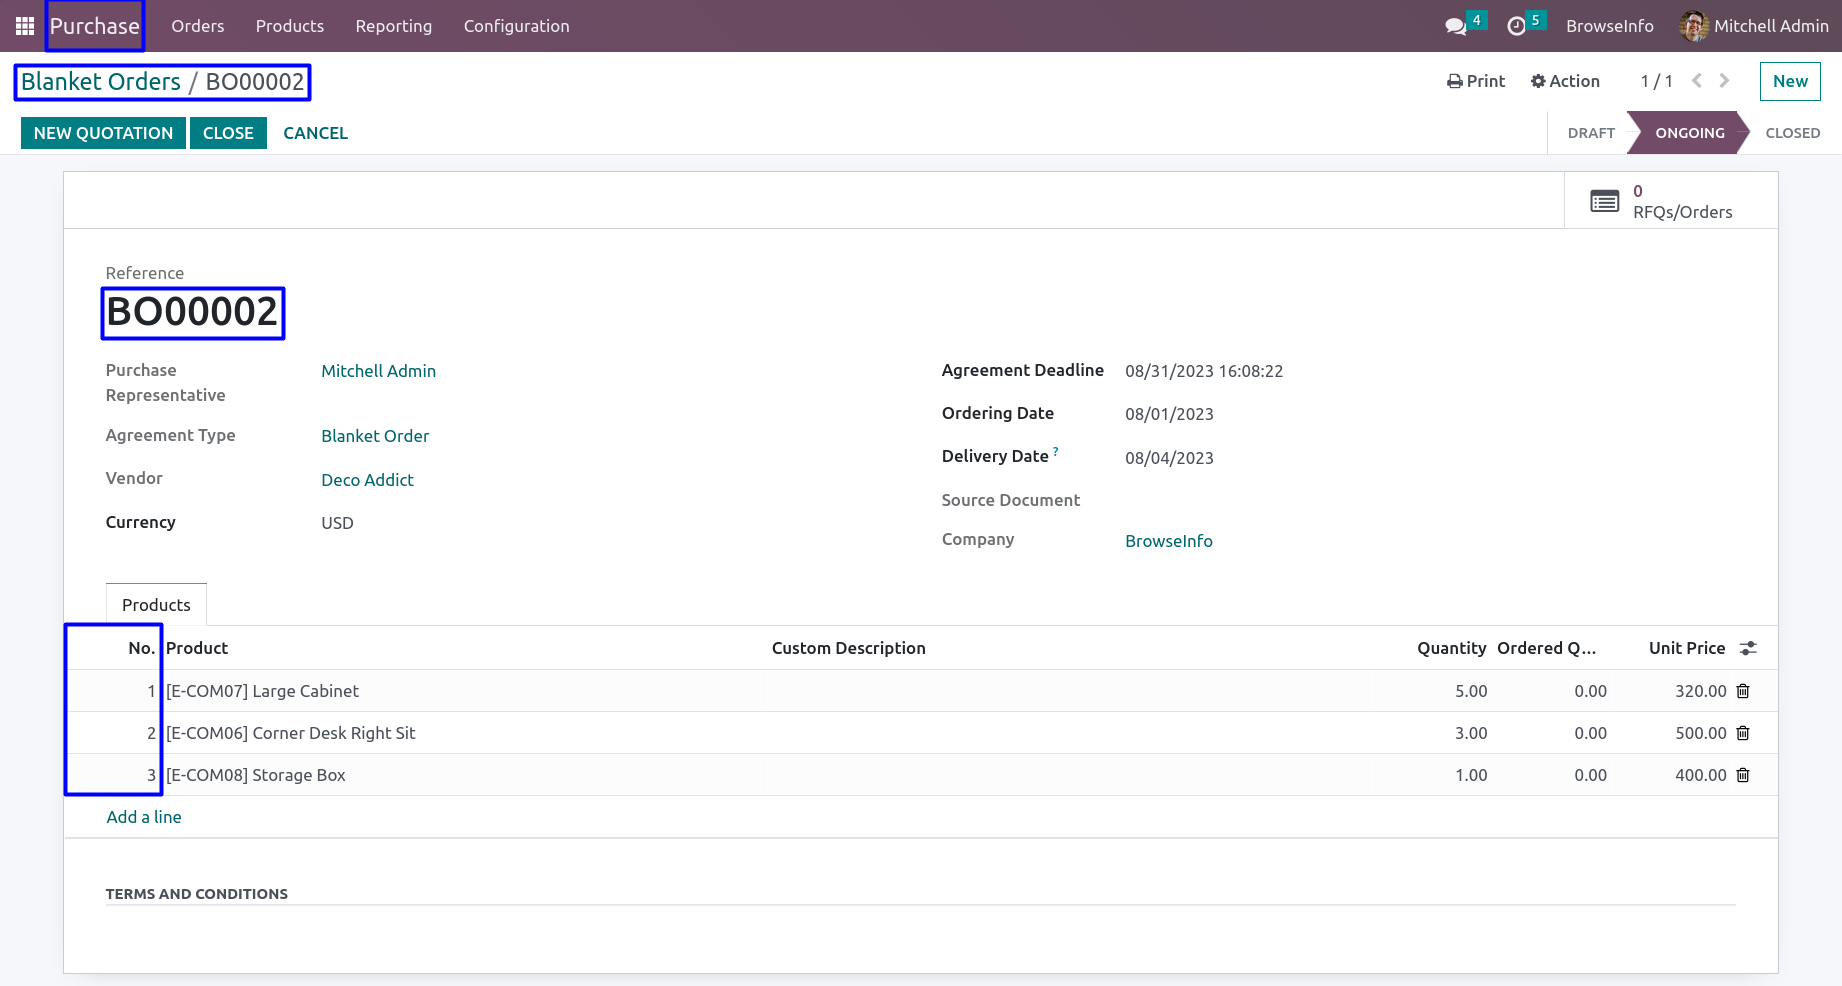 Purchase Orders Products Reporting Configuration 4 5 BrowseInfo Mitchell Admin
Blanket Orders / BO00002 Print Action 1 / 1 New
NEW QUOTATION CLOSE CANCEL DRAFT ONGOING CLOSED
0
RFQs/Orders
Reference
BO00002
Purchase Representative Mitchell Admin
Agreement Type Blanket Order
Vendor Deco Addict
Currency USD
Agreement Deadline 08/31/2023 16:08:22
Ordering Date 08/01/2023
Delivery Date ? 08/04/2023
Source Document
Company BrowseInfo
Products
No. Product Custom Description Quantity Ordered Q... Unit Price
1 [E-COM07] Large Cabinet 5.00 0.00 320.00
2 [E-COM06] Corner Desk Right Sit 3.00 0.00 500.00
3 [E-COM08] Storage Box 1.00 0.00 400.00
Add a line
TERMS AND CONDITIONS